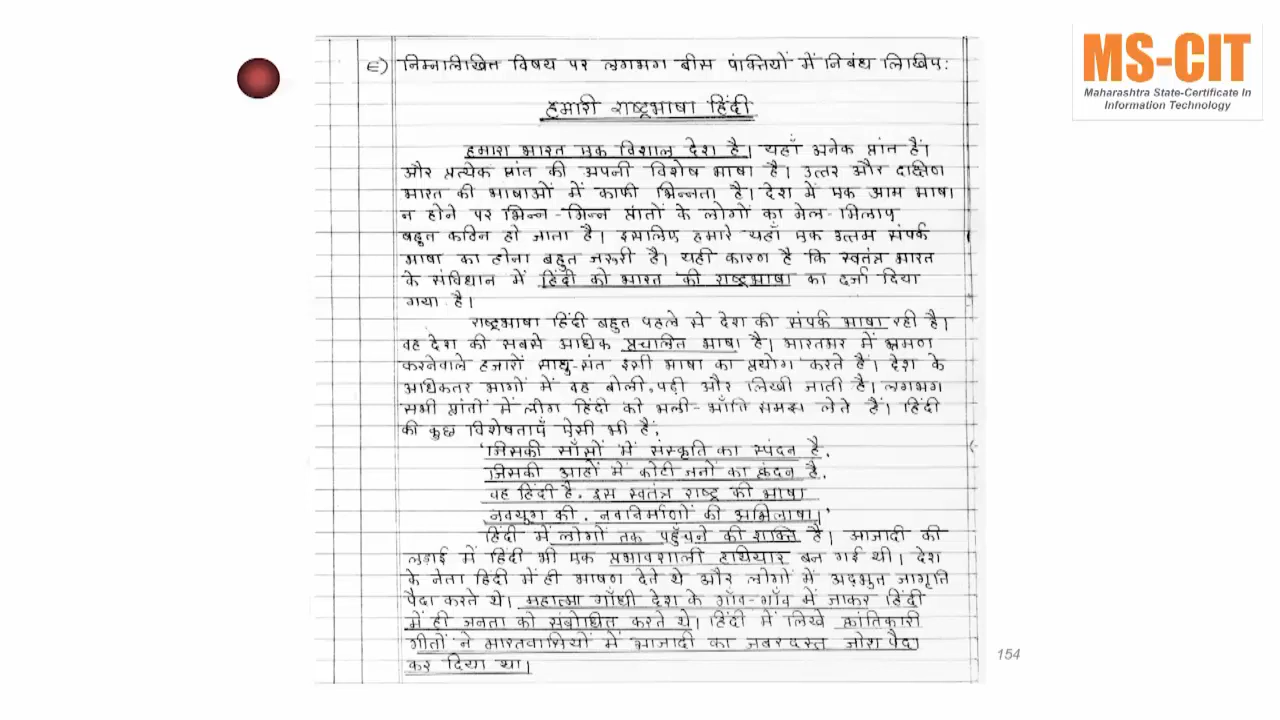 MS-CIT
Maharashtra State-Certificate In
Information Technology
इ) निम्नलिखित विषय पर लगभग बीस पंक्तियों में निबंध लिखिए:
हमारी राष्ट्रभाषा हिंदी
हमारा भारत एक विशाल देश है। यहाँ अनेक प्रांत हैं।
और प्रत्येक प्रांत की अपनी विशेष भाषा है। उत्तर और दक्षिण
भारत की भाषाओं में काफी भिन्नता है। देश में एक आम भाषा
न होने पर भिन्न-भिन्न प्रांतों के लोगों का मेल-मिलाप
बहुत कठिन हो जाता है। इसलिए हमारे यहाँ एक उत्तम संपर्क
भाषा का होना बहुत जरूरी है। यही कारण है कि स्वतंत्र भारत
के संविधान में हिंदी को भारत की राष्ट्रभाषा का दर्जा दिया
गया है।
राष्ट्रभाषा हिंदी बहुत पहले से देश की संपर्क भाषा रही है।
वह देश की सबसे अधिक प्रचलित भाषा है। भारतभर में भ्रमण
करनेवाले हजारों साधु-संत इसी भाषा का प्रयोग करते हैं। देश के
अधिकतर भागों में वह बोली, पढ़ी और लिखी जाती है। लगभग
सभी प्रांतों में लोग हिंदी को भली-भाँति समझ लेते हैं। हिंदी
की कुछ विशेषताएँ ऐसी भी हैं;
'जिसकी साँसों में संस्कृति का स्पंदन है,
जिसकी आहों में कोटी जनों का क्रंदन है,
वह हिंदी है, इस स्वतंत्र राष्ट्र की भाषा
नवयुग की, नवनिर्माणों की अभिलाषा।'
हिंदी में लोगों तक पहुँचने की शक्ति है। आजादी की
लड़ाई में हिंदी भी एक प्रभावशाली हथियार बन गई थी। देश
के नेता हिंदी में ही भाषण देते थे और लोगों में अद्भुत जागृति
पैदा करते थे। महात्मा गाँधी देश के गाँव-गाँव में जाकर हिंदी
में ही जनता को संबोधित करते थे। हिंदी में लिखे क्रांतिकारी
गीतों ने भारतवासियों में आजादी का जबरदस्त जोश पैदा
कर दिया था।
154